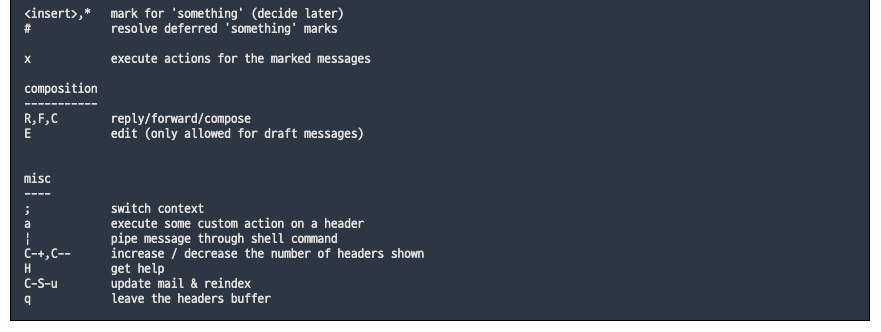 <insert>,*   mark for 'something' (decide later)
#            resolve deferred 'something' marks
x            execute actions for the marked messages
composition
-----------
R,F,C        reply/forward/compose
E            edit (only allowed for draft messages)
misc
----
;            switch context
a            execute some custom action on a header
¦            pipe message through shell command
C-+,C--      increase / decrease the number of headers shown
H            get help
C-S-u        update mail & reindex
q            leave the headers buffer